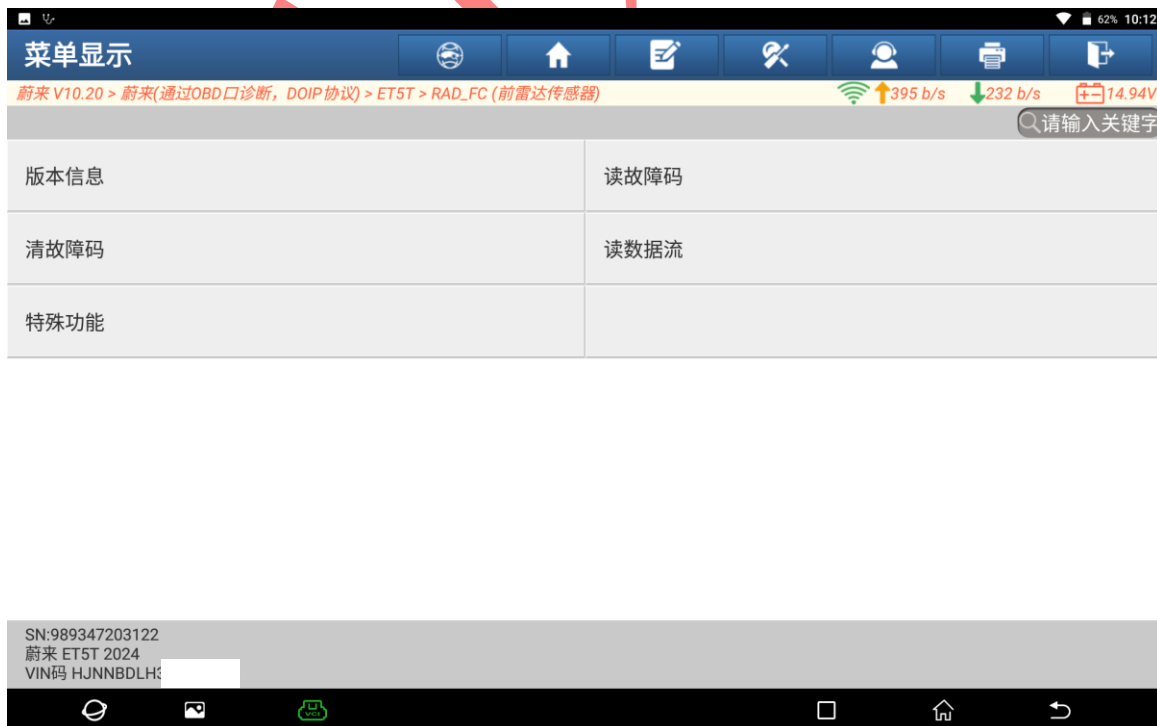 62% 10:12
菜单显示
蔚来 V10.20 > 蔚来(通过OBD口诊断，DOIP协议) > ET5T > RAD_FC (前雷达传感器) 395 b/s 232 b/s 14.94V
请输入关键字
版本信息 读故障码
清故障码 读数据流
特殊功能
SN:989347203122
蔚来 ET5T 2024
VIN码 HJNNBDLH3
VCI